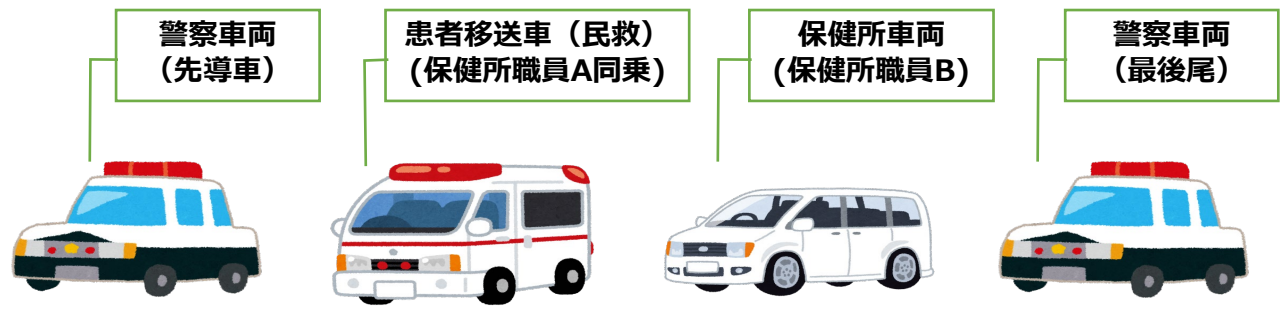 警察車両
（先導車）
患者移送車（民救）
(保健所職員A同乗)
保健所車両
(保健所職員B)
警察車両
（最後尾）